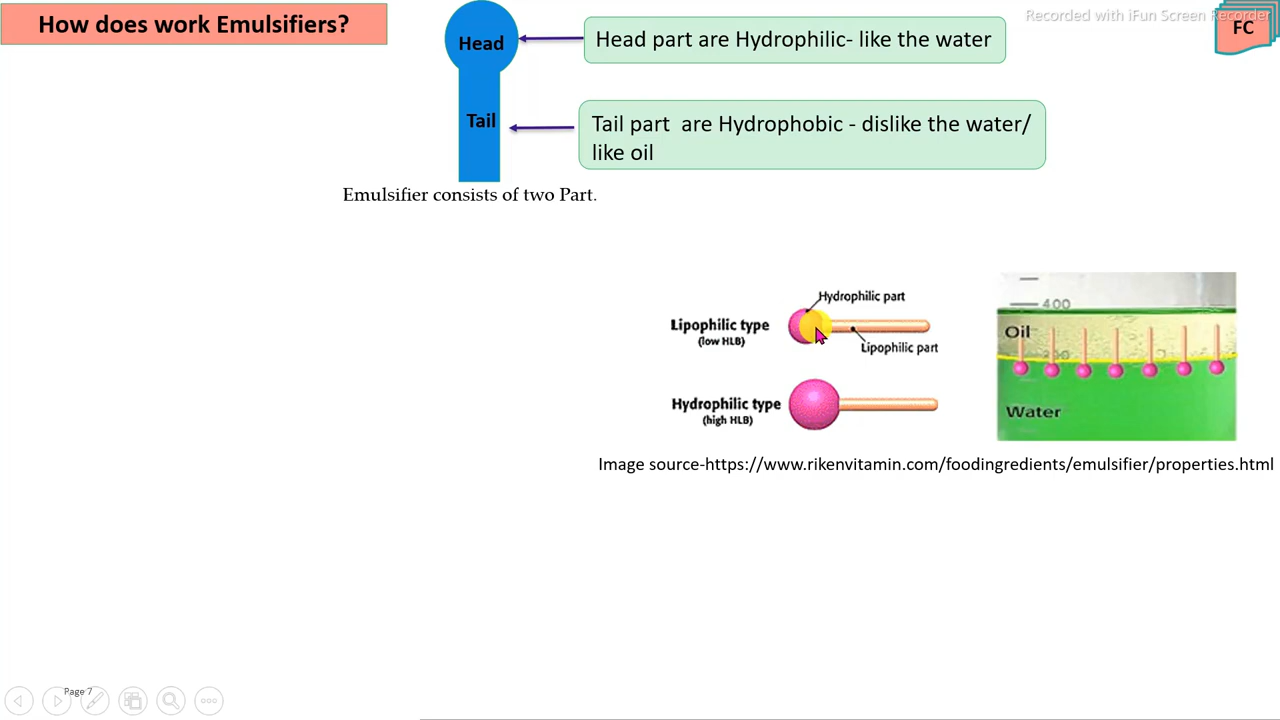 How does work Emulsifiers?
Head
Head part are Hydrophilic- like the water
Recorded with iFun Screen Recorder
FC
Tail
Tail part are Hydrophobic - dislike the water/
like oil
Emulsifier consists of two Part.
Hydrophilic part
Lipophilic type
(low HLB)
Lipophilic part
Hydrophilic type
(high HLB)
400
Oil
Water
Image source-https://www.rikenvitamin.com/foodingredients/emulsifier/properties.html
Page 7